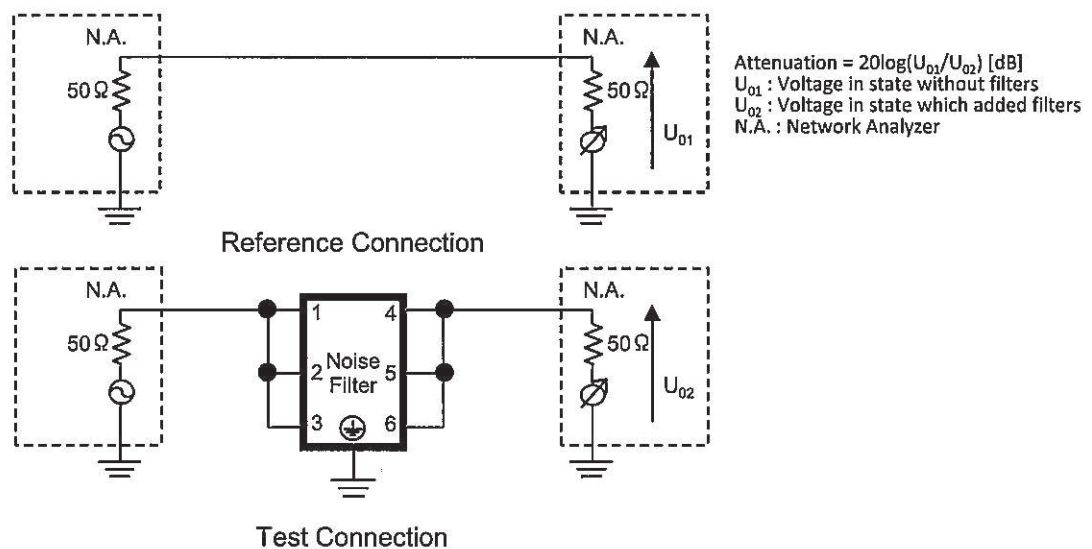 N.A.
N.A.
50Ω
50Ω
U01
Attenuation = 20log(U01/U02) [dB]
U01 : Voltage in state without filters
U02 : Voltage in state which added filters
N.A. : Network Analyzer
Reference Connection
N.A.
N.A.
50Ω
50Ω
U02
1 4
2 Noise 5
Filter
3 6
Test Connection